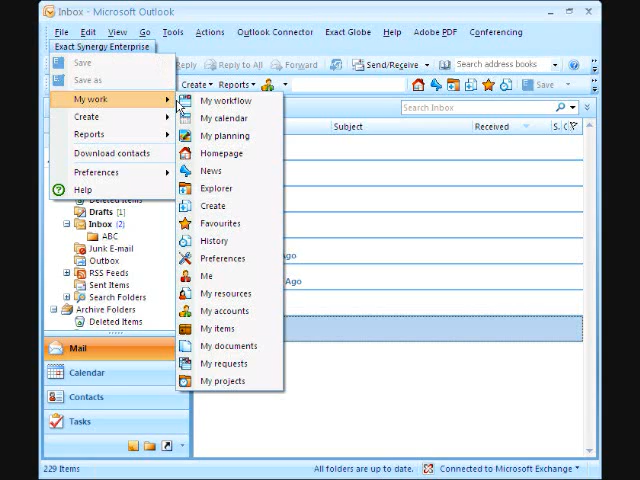 Inbox - Microsoft Outlook
File Edit View Go Tools Actions Outlook Connector Exact Globe Help Adobe PDF Conferencing
Exact Synergy Enterprise
Reply Reply to All Forward Send/Receive Search address books
Create Reports Save
Save
Save as
My work
Create
Reports
Download contacts
Preferences
Help
My workflow
My calendar
My planning
Homepage
News
Explorer
Create
Favourites
History
Preferences
Me
My resources
My accounts
My items
My documents
My requests
My projects
Search Inbox
Subject Received
Ago
Ago
Deleted Items
Drafts [1]
Inbox (2)
ABC
Junk E-mail
Outbox
RSS Feeds
Sent Items
Search Folders
Archive Folders
Deleted Items
Mail
Calendar
Contacts
Tasks
229 Items All folders are up to date. Connected to Microsoft Exchange